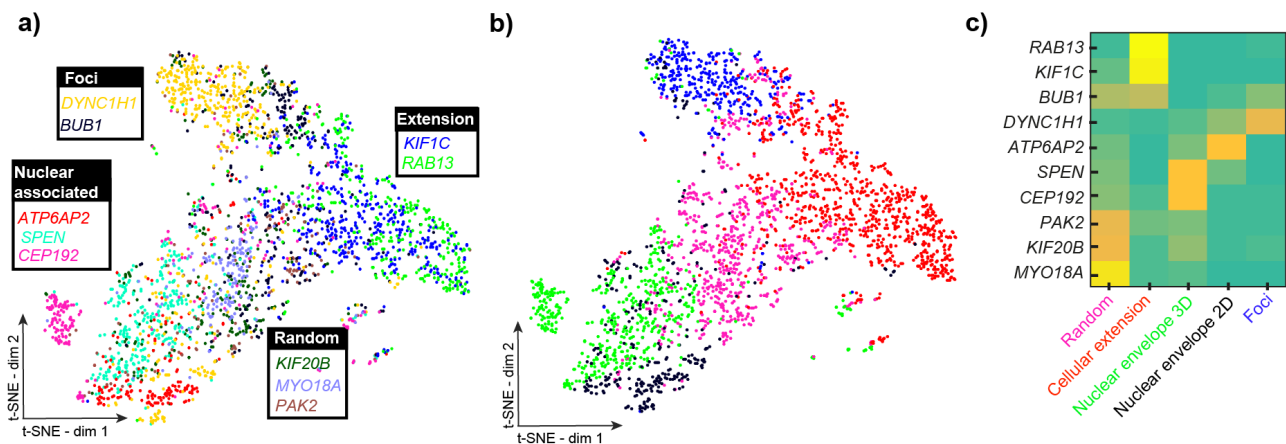 a)
Foci
DYNC1H1
BUB1
Extension
KIF1C
RAB13
Nuclear
associated
ATP6AP2
SPEN
CEP192
Random
KIF20B
MYO18A
PAK2
t-SNE - dim 2
t-SNE - dim 1
b)
t-SNE - dim 2
t-SNE - dim 1
c)
RAB13
KIF1C
BUB1
DYNC1H1
ATP6AP2
SPEN
CEP192
PAK2
KIF20B
MYO18A
Random
Cellular extension
Nuclear envelope 3D
Nuclear envelope 2D
Foci